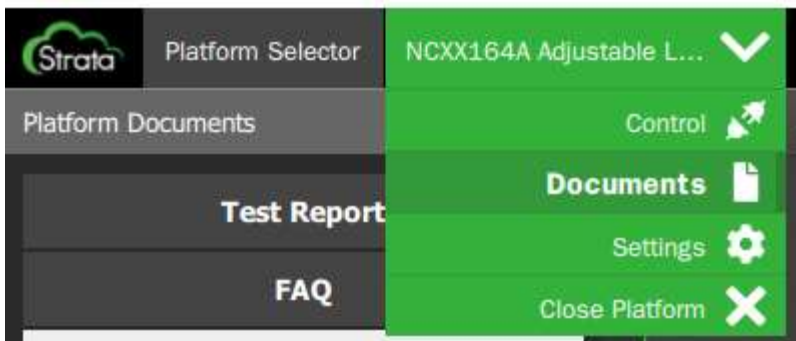 Strata Platform Selector NCXX164A Adjustable L...
Platform Documents Control
Documents
Test Report
Settings
FAQ
Close Platform